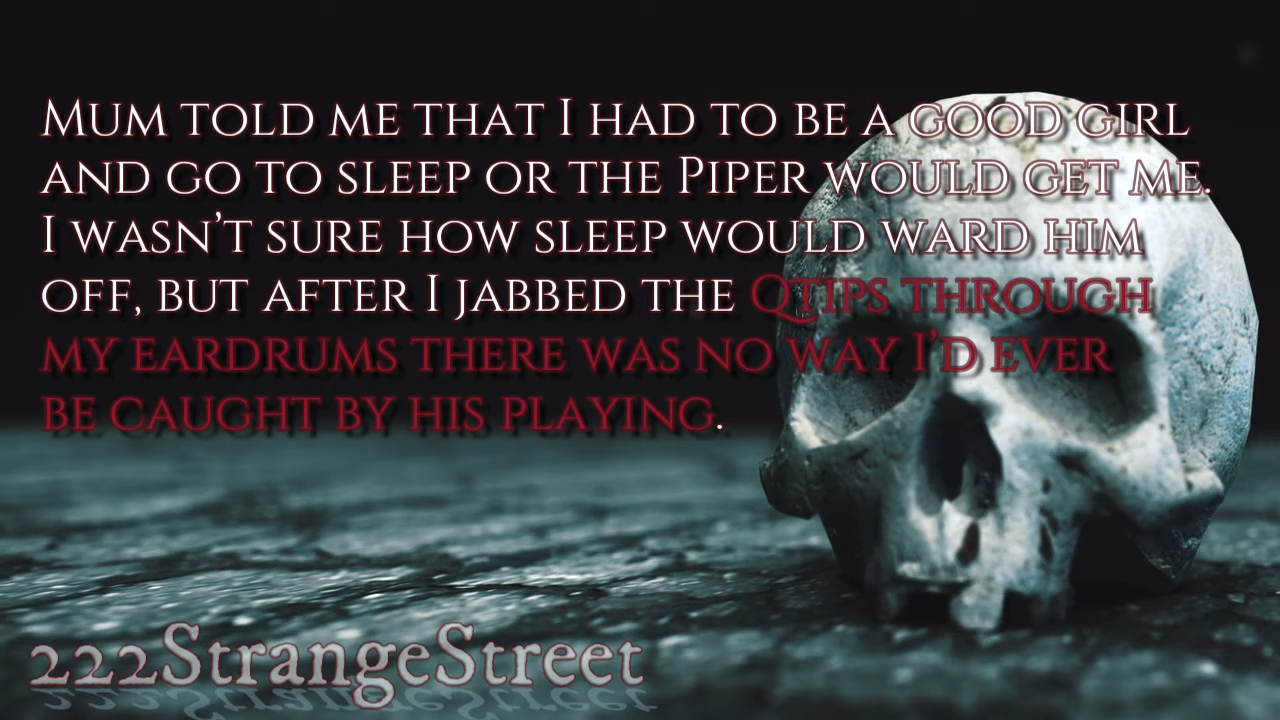 Mum told me that I had to be a good girl
and go to sleep or the Piper would get me.
I wasn't sure how sleep would ward him
off, but after I jabbed the Qtips through
my eardrums there was no way I'd ever
be caught by his playing.
222StrangeStreet